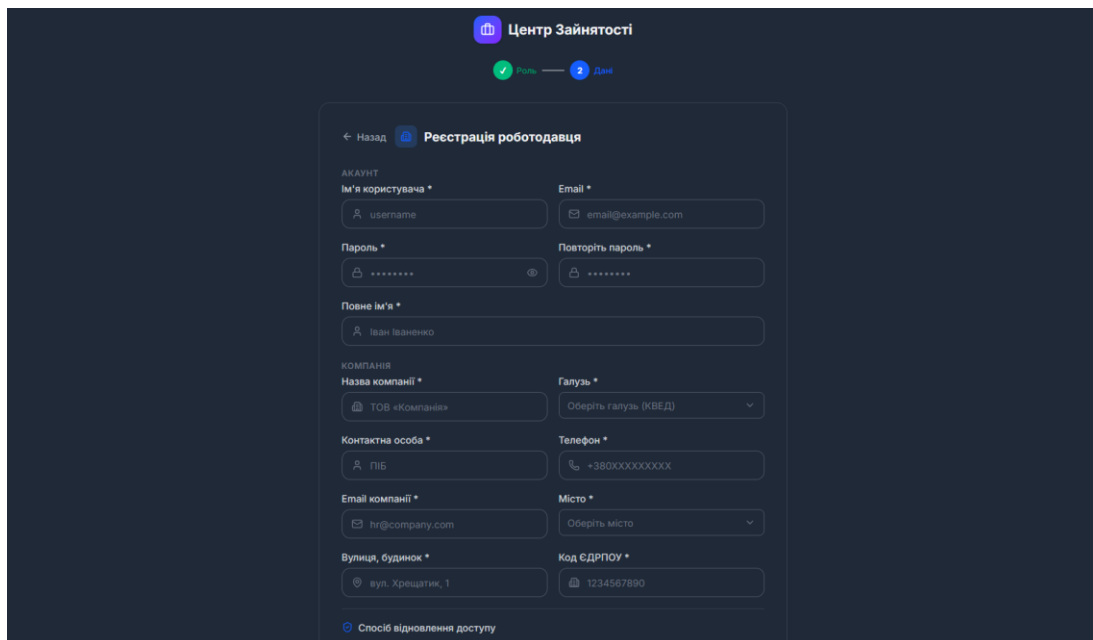 Центр Зайнятості
✓ Роль 2 Дані
← Назад Реєстрація роботодавця
АКАУНТ
Ім'я користувача * Email *
username email@example.com
Пароль * Повторіть пароль *
•••••••• ••••••••
Повне ім'я *
Іван Іваненко
КОМПАНІЯ
Назва компанії * Галузь *
ТОВ «Компанія» Оберіть галузь (КВЕД)
Контактна особа * Телефон *
ПІБ +380XXXXXXXXX
Email компанії * Місто *
hr@company.com Оберіть місто
Вулиця, будинок * Код ЄДРПОУ *
вул. Хрещатик, 1 1234567890
Спосіб відновлення доступу